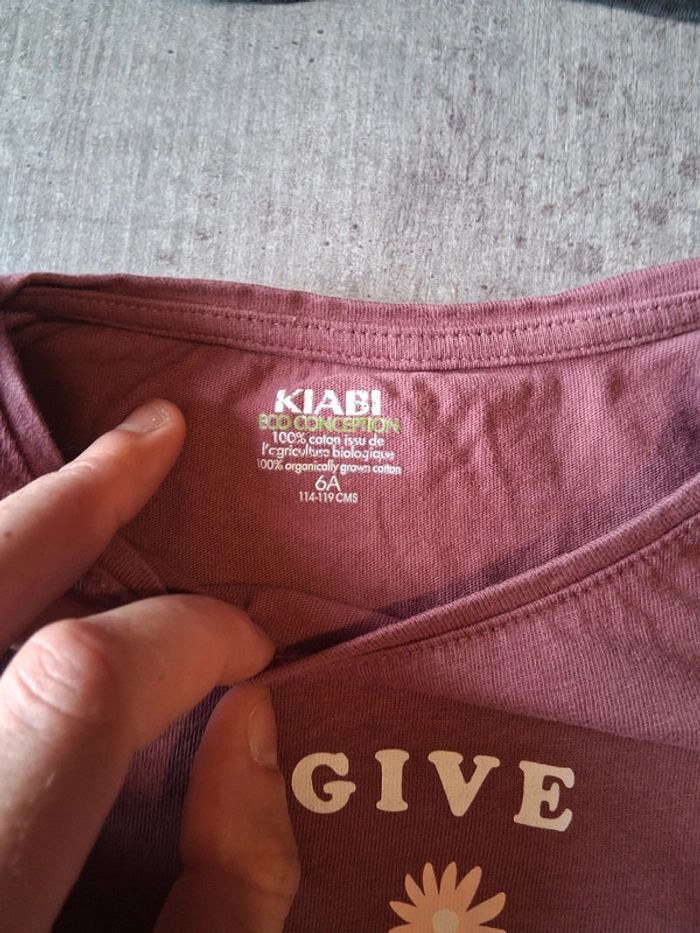 KIABI
ECO CONCEPTION
100% coton issu de
l'agriculture biologique
100% organically grown cotton
6A
114-119 CMS
GIVE